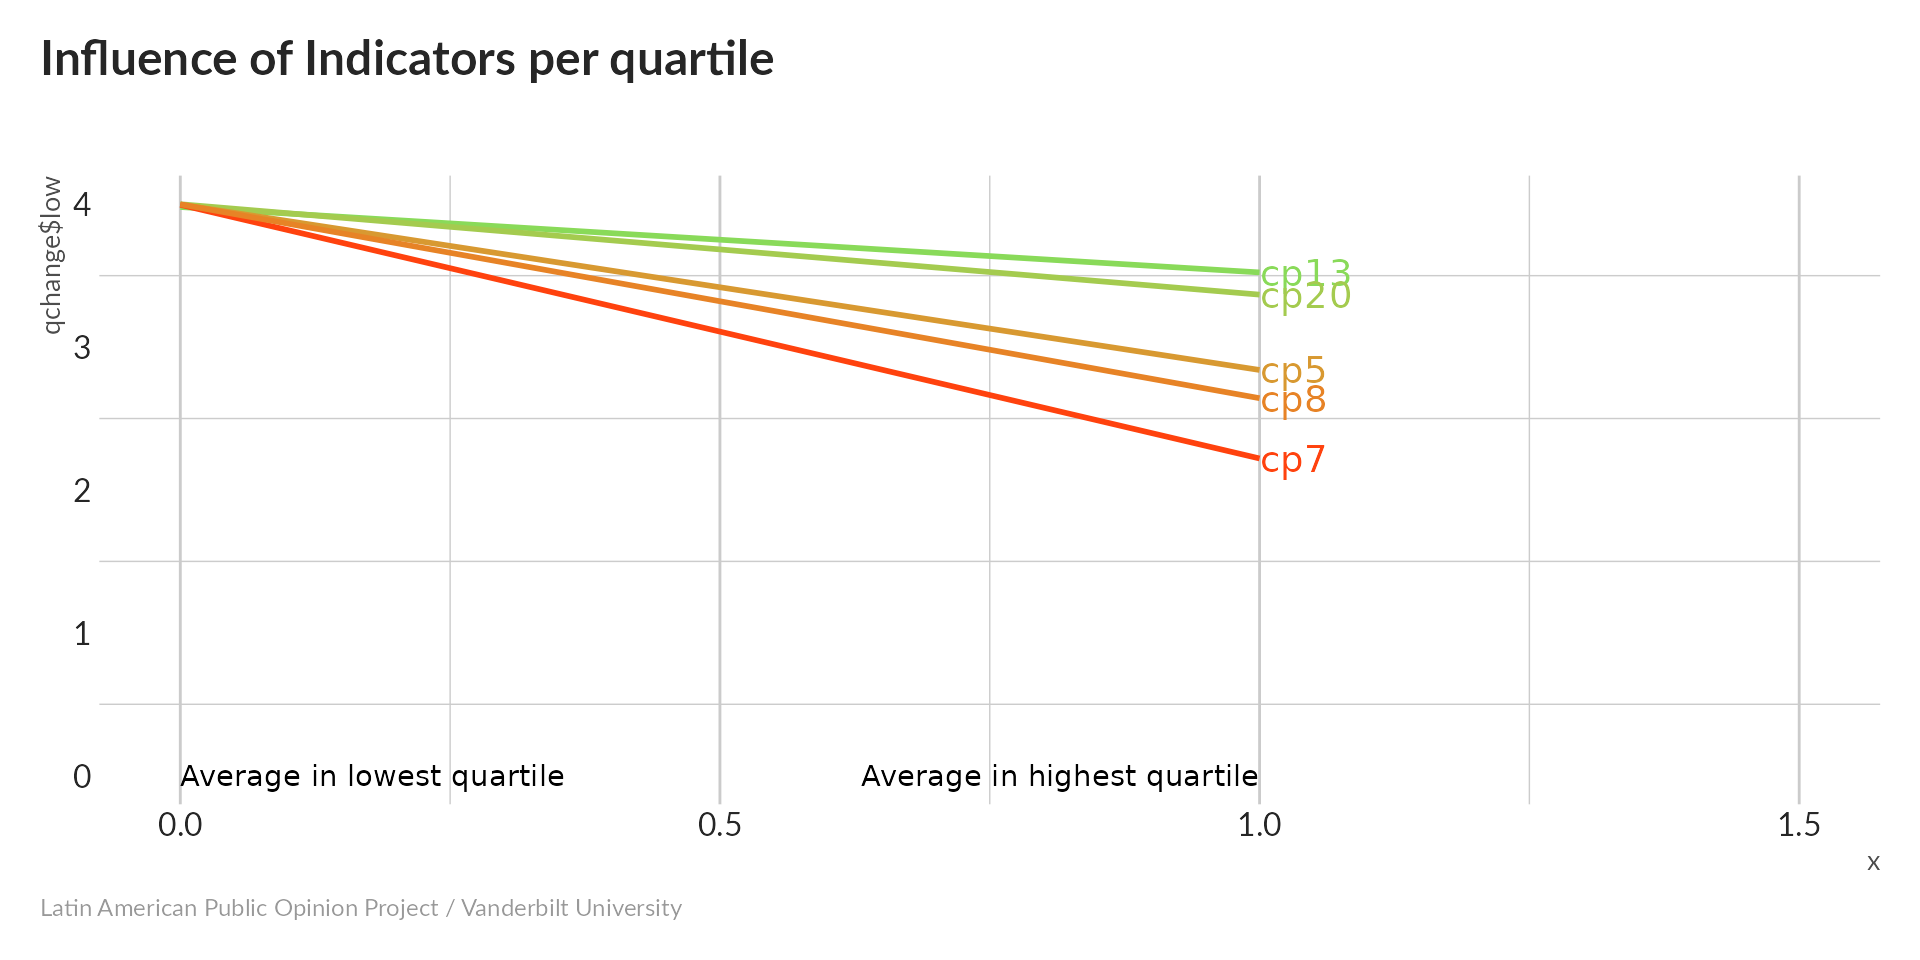 Influence of Indicators per quartile
qchange$low
4
3
2
1
0
cp13
cp20
cp5
cp8
cp7
Average in lowest quartile
Average in highest quartile
0.0
0.5
1.0
1.5
x
Latin American Public Opinion Project / Vanderbilt University